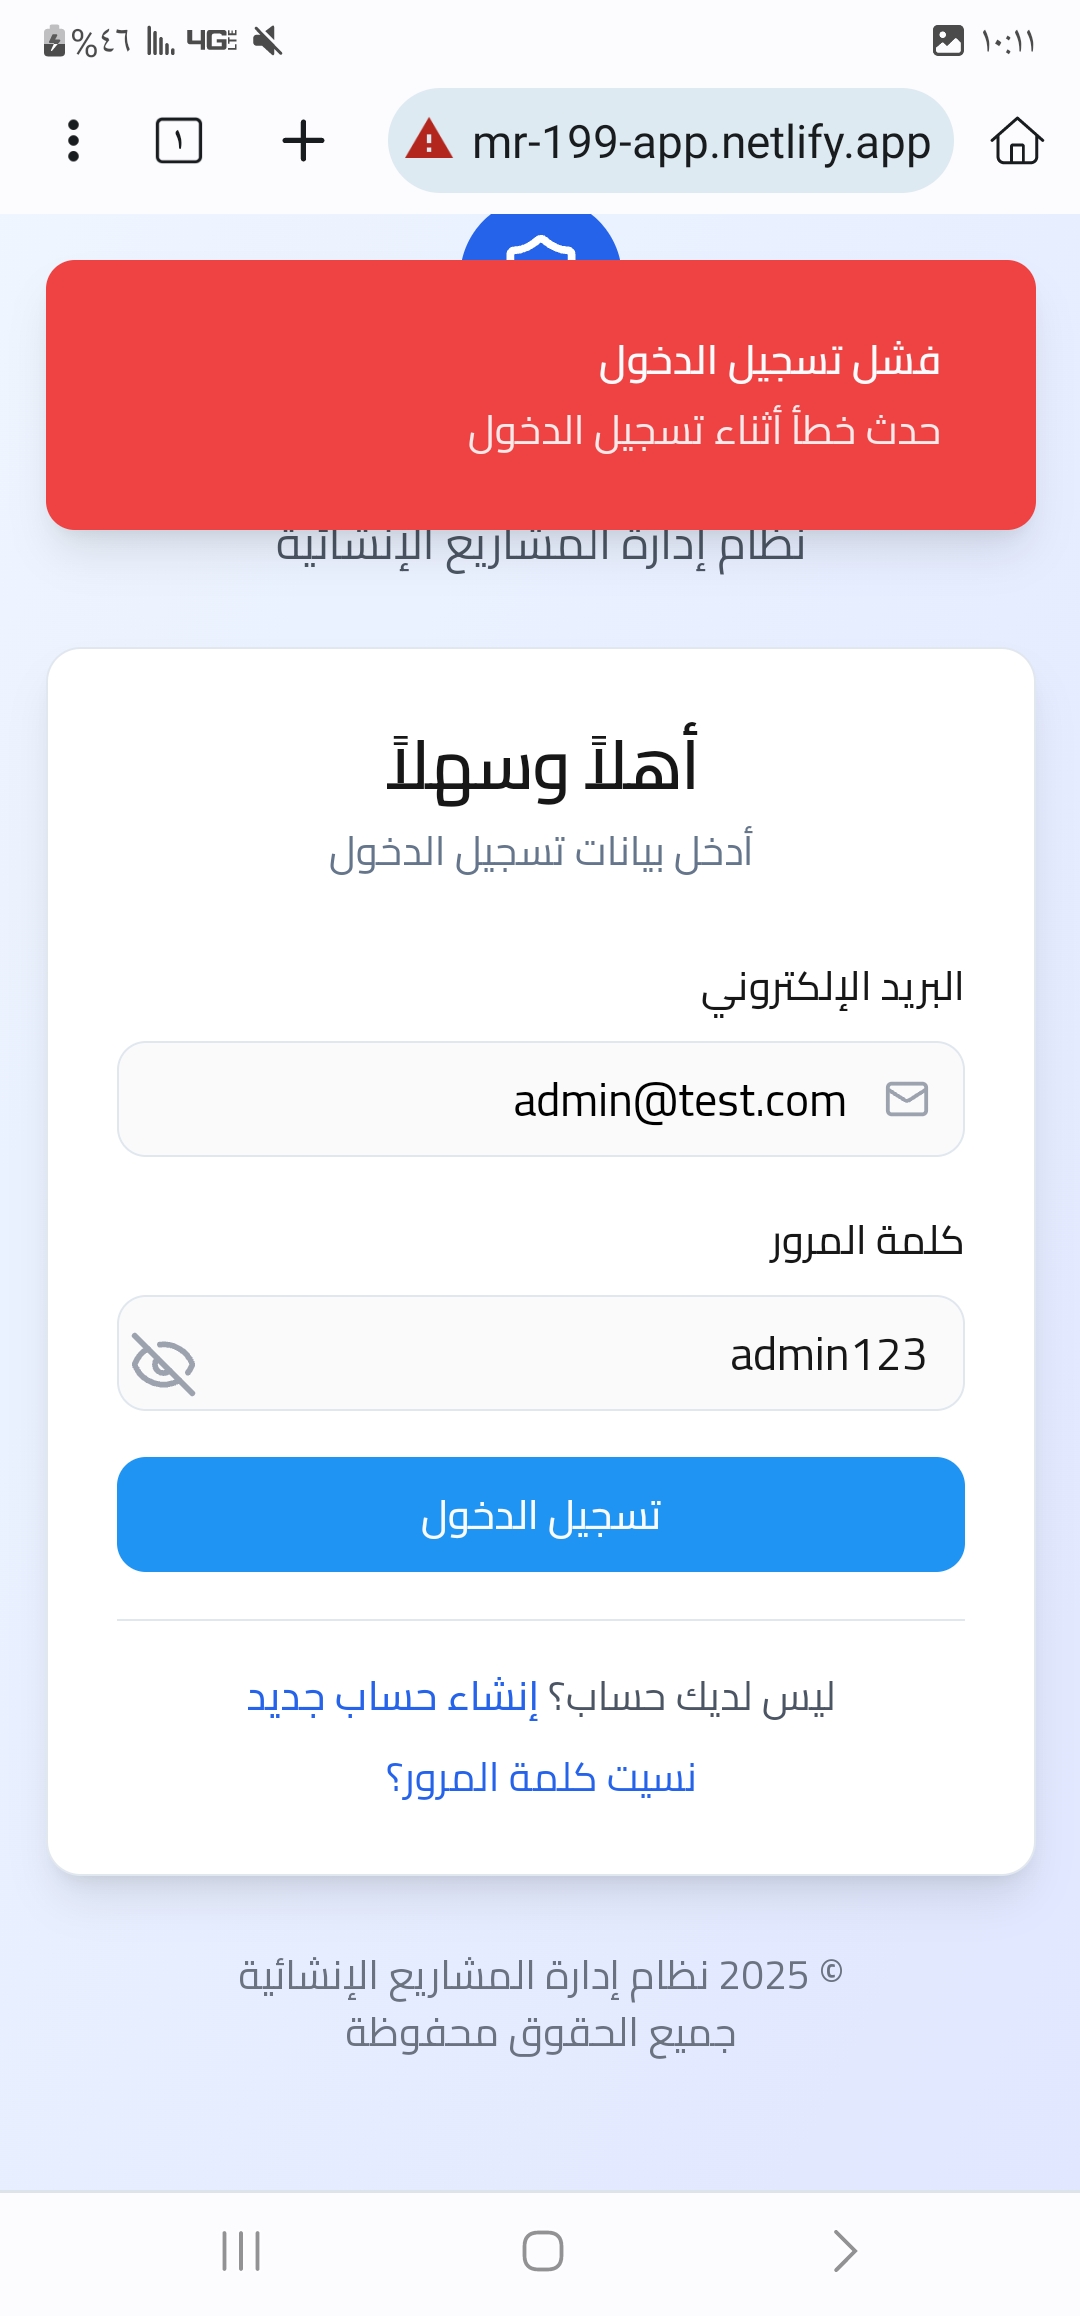 ١٠:١١
%٤٦
4G LTE
١
mr-199-app.netlify.app
فشل تسجيل الدخول
حدث خطأ أثناء تسجيل الدخول
نظام إدارة المشاريع الإنشائية
أهلاً وسهلاً
أدخل بيانات تسجيل الدخول
البريد الإلكتروني
admin@test.com
كلمة المرور
admin123
تسجيل الدخول
ليس لديك حساب؟ إنشاء حساب جديد
نسيت كلمة المرور؟
© 2025 نظام إدارة المشاريع الإنشائية
جميع الحقوق محفوظة